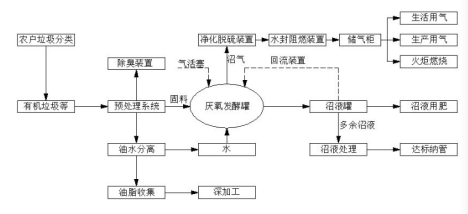 农户垃圾分类
净化脱硫装置
水封阻燃装置
储气柜
生活用气
生产用气
火炬燃烧
除臭装置
气活塞
沼气
回流装置
有机垃圾等
预处理系统
固料
厌氧发酵罐
沼液罐
沼液用肥
多余沼液
油水分离
水
沼液处理
达标纳管
油脂收集
深加工